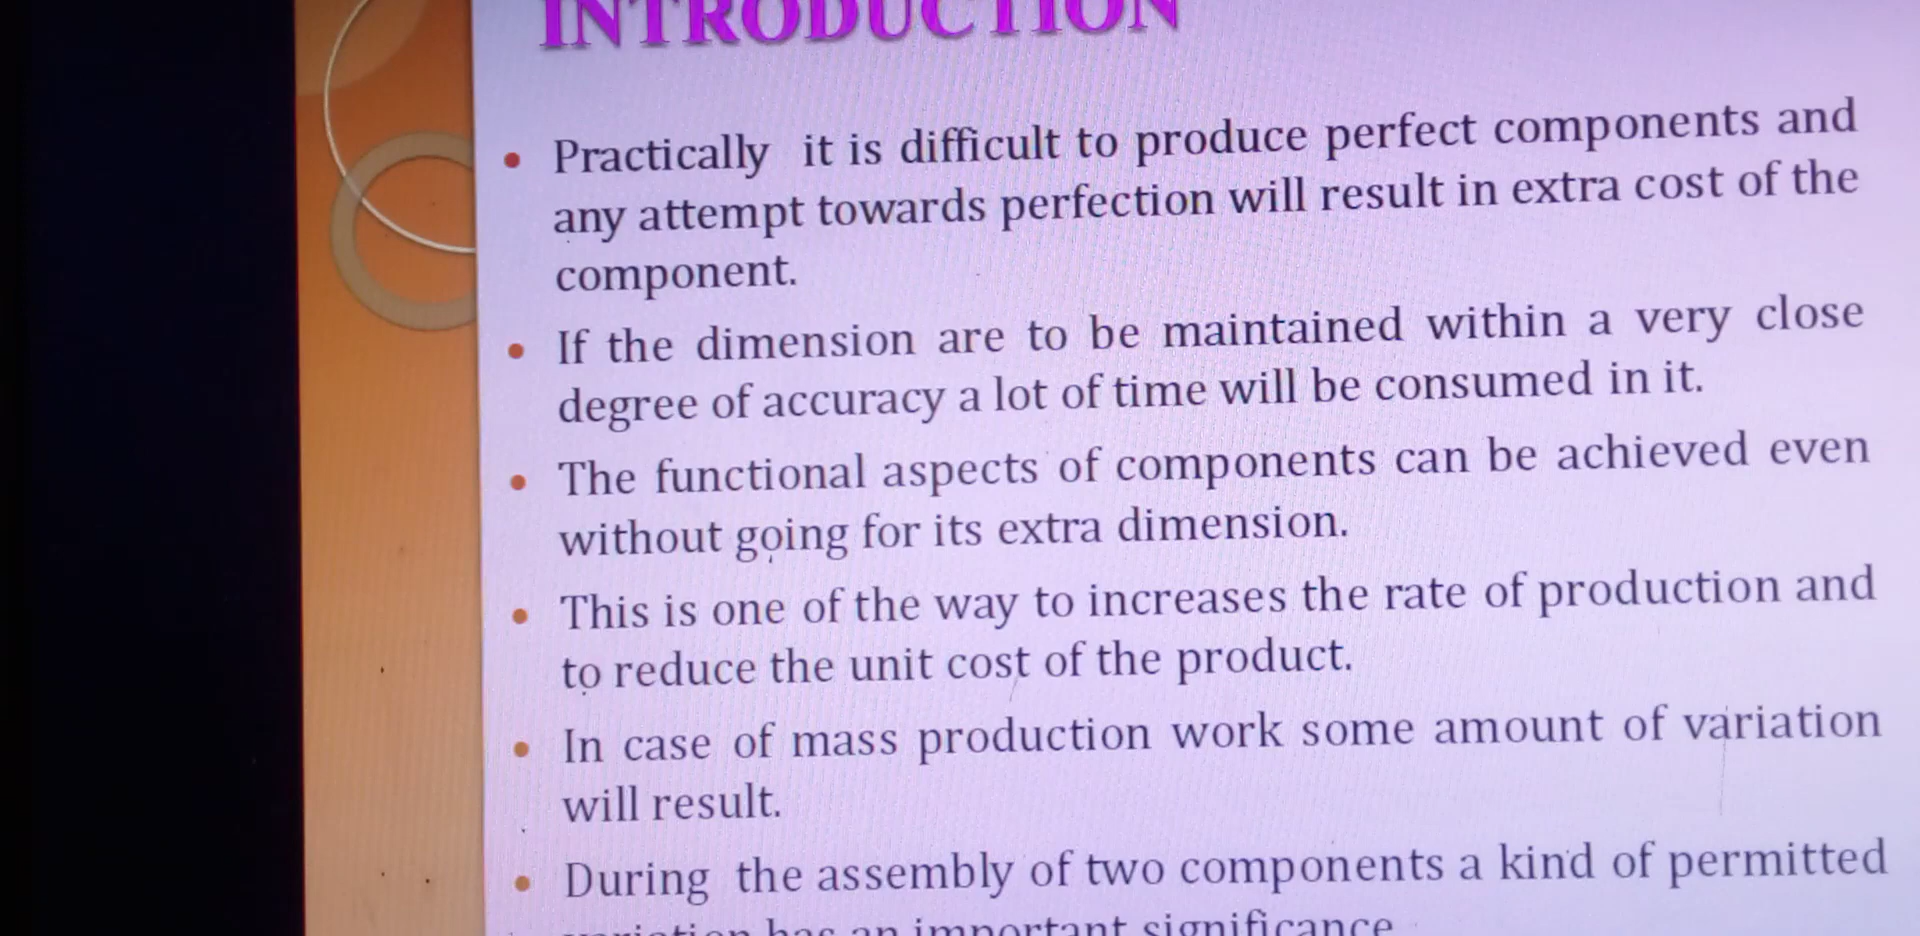 INTRODUCTION
• Practically it is difficult to produce perfect components and
any attempt towards perfection will result in extra cost of the
component.
• If the dimension are to be maintained within a very close
degree of accuracy a lot of time will be consumed in it.
• The functional aspects of components can be achieved even
without going for its extra dimension.
• This is one of the way to increases the rate of production and
to reduce the unit cost of the product.
• In case of mass production work some amount of variation
will result.
• During the assembly of two components a kind of permitted
variation has an important significance.